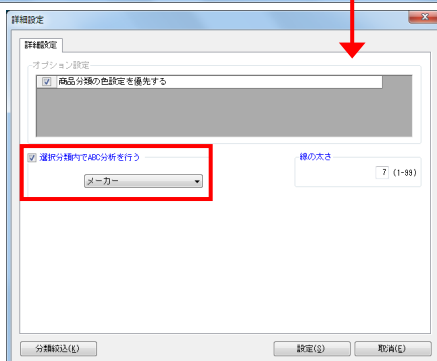 詳細設定
詳細設定
オプション設定
商品分類の色設定を優先する
選択分類内でABC分析を行う
線の太さ
メーカー
7 (1-99)
分類絞込(K)
設定(S)
取消(E)